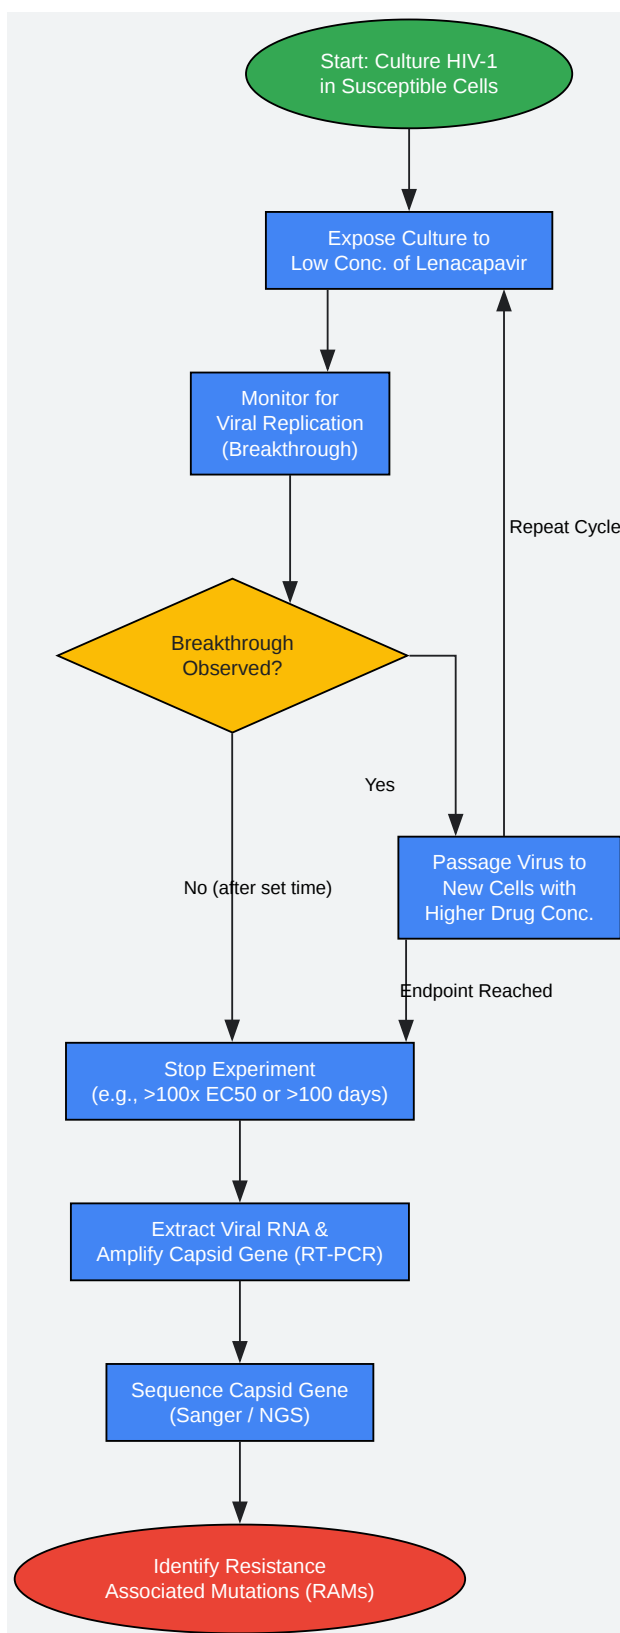 Start: Culture HIV-1
in Susceptible Cells
Expose Culture to
Low Conc. of Lenacapavir
Monitor for
Viral Replication
(Breakthrough)
Repeat Cycle
Breakthrough
Observed?
Yes
Passage Virus to
New Cells with
Higher Drug Conc.
No (after set time)
Endpoint Reached
Stop Experiment
(e.g., >100x EC50 or >100 days)
Extract Viral RNA &
Amplify Capsid Gene (RT-PCR)
Sequence Capsid Gene
(Sanger / NGS)
Identify Resistance
Associated Mutations (RAMs)